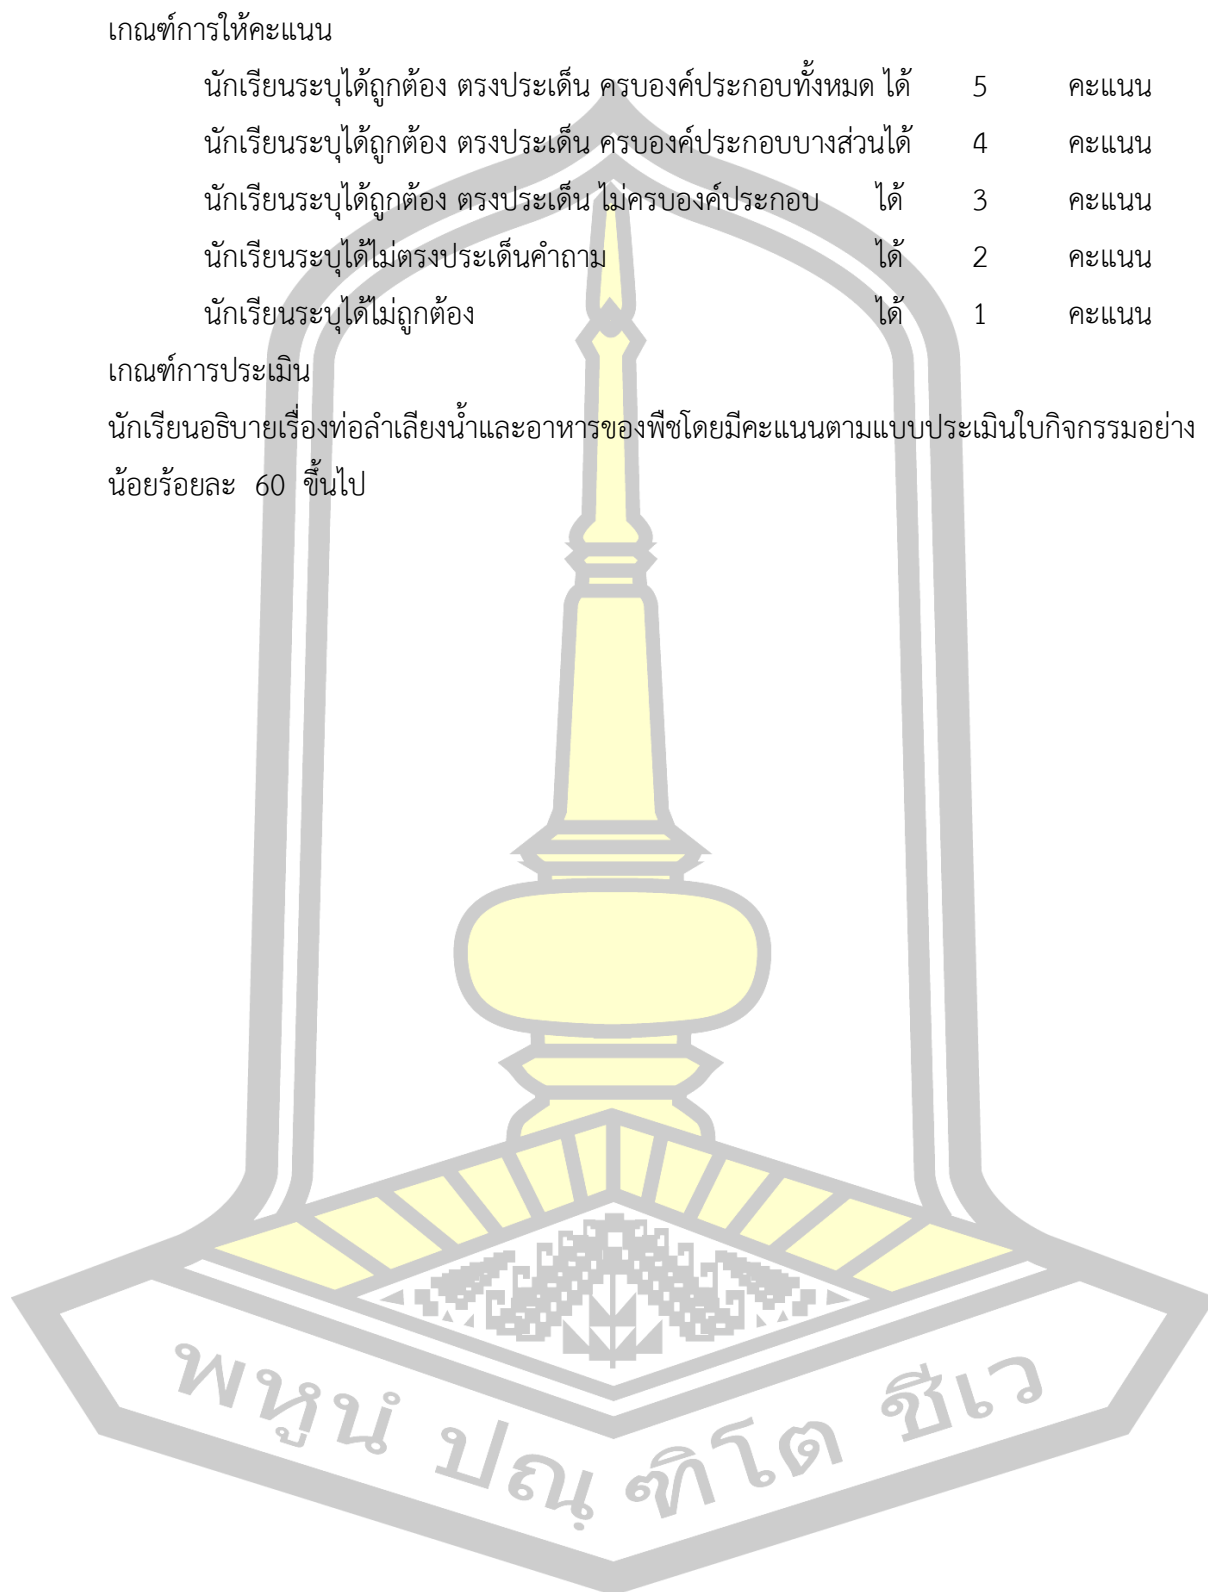 เกณฑ์การให้คะแนน
นักเรียนระบุได้ถูกต้อง ตรงประเด็น ครบองค์ประกอบทั้งหมด ได้ 5 คะแนน
นักเรียนระบุได้ถูกต้อง ตรงประเด็น ครบองค์ประกอบบางส่วนได้ 4 คะแนน
นักเรียนระบุได้ถูกต้อง ตรงประเด็น ไม่ครบองค์ประกอบ ได้ 3 คะแนน
นักเรียนระบุได้ไม่ตรงประเด็นคำถาม ได้ 2 คะแนน
นักเรียนระบุได้ไม่ถูกต้อง ได้ 1 คะแนน
เกณฑ์การประเมิน
นักเรียนอธิบายเรื่องท่อลำเลียงน้ำและอาหารของพืชโดยมีคะแนนตามแบบประเมินใบกิจกรรมอย่าง
น้อยร้อยละ 60 ขึ้นไป
พหูนํ ปณฺฑิโต ชีเว